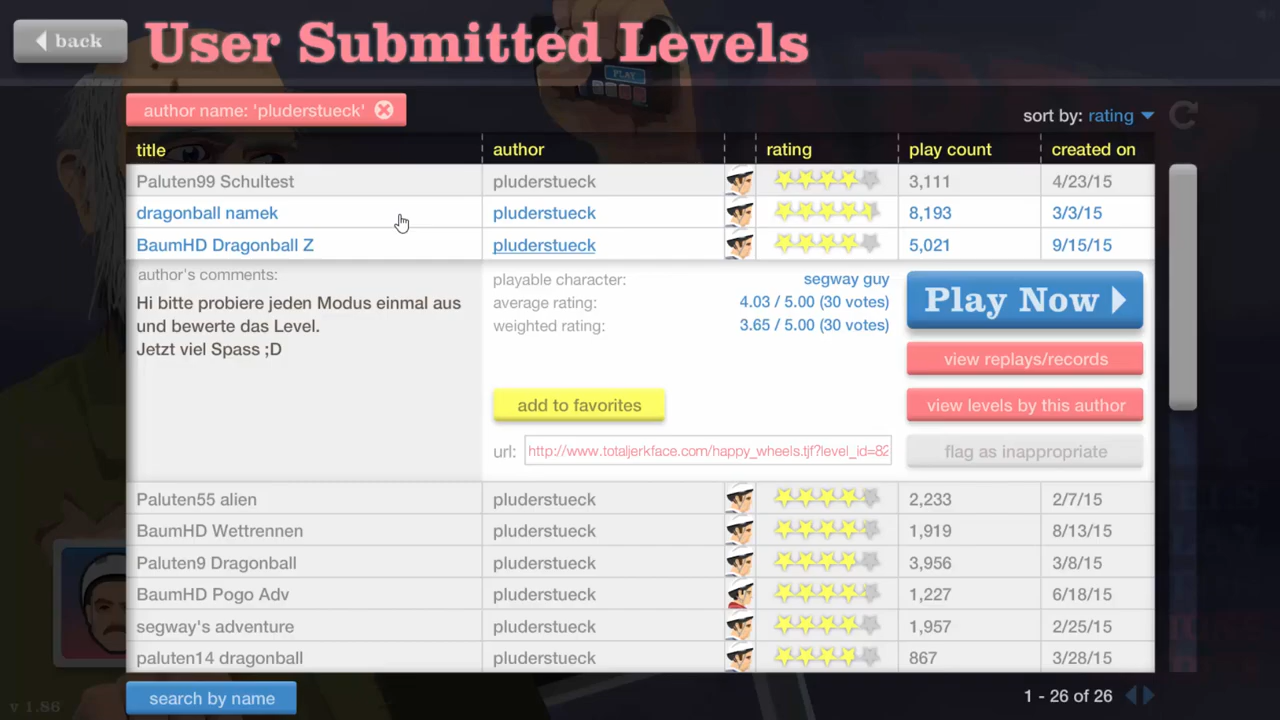 back
User Submitted Levels
PLAY
author name: 'pluderstueck'
sort by: rating
title author rating play count created on
Paluten99 Schultest pluderstueck 3,111 4/23/15
dragonball namek pluderstueck 8,193 3/3/15
BaumHD Dragonball Z pluderstueck 5,021 9/15/15
author's comments:
Hi bitte probiere jeden Modus einmal aus
und bewerte das Level.
Jetzt viel Spass ;D
playable character: segway guy
average rating: 4.03 / 5.00 (30 votes)
weighted rating: 3.65 / 5.00 (30 votes)
Play Now
view replays/records
add to favorites
view levels by this author
url: http://www.totaljerkface.com/happy_wheels.tjf?level_id=82
flag as inappropriate
Paluten55 alien pluderstueck 2,233 2/7/15
BaumHD Wettrennen pluderstueck 1,919 8/13/15
Paluten9 Dragonball pluderstueck 3,956 3/8/15
BaumHD Pogo Adv pluderstueck 1,227 6/18/15
segway's adventure pluderstueck 1,957 2/25/15
paluten14 dragonball pluderstueck 867 3/28/15
search by name
1 - 26 of 26
v 1.86